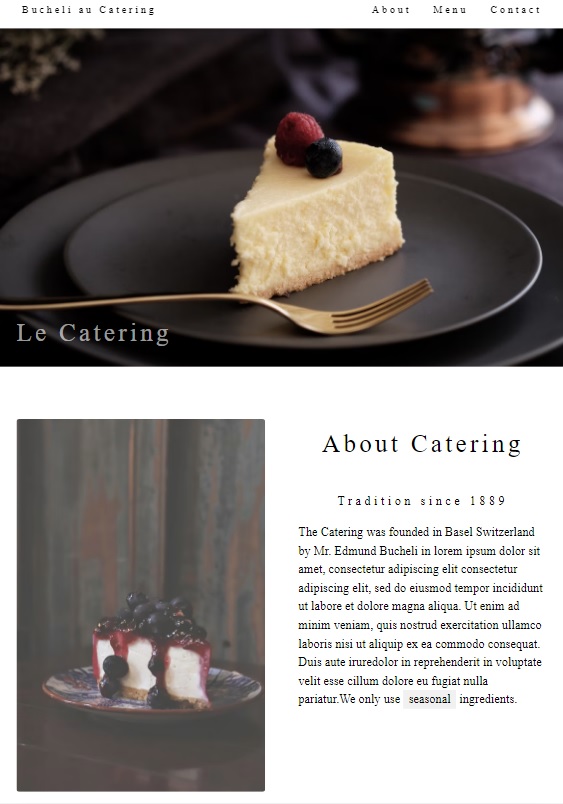 Bucheli au Catering About Menu Contact
Le Catering
About Catering
Tradition since 1889
The Catering was founded in Basel Switzerland
by Mr. Edmund Bucheli in lorem ipsum dolor sit
amet, consectetur adipiscing elit consectetur
adipiscing elit, sed do eiusmod tempor incididunt
ut labore et dolore magna aliqua. Ut enim ad
minim veniam, quis nostrud exercitation ullamco
laboris nisi ut aliquip ex ea commodo consequat.
Duis aute iruredolor in reprehenderit in voluptate
velit esse cillum dolore eu fugiat nulla
pariatur.We only use seasonal ingredients.